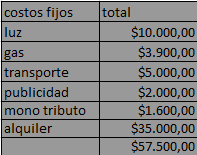 costos fijos total
luz $10.000,00
gas $3.900,00
transporte $5.000,00
publicidad $2.000,00
mono tributo $1.600,00
alquiler $35.000,00
$57.500,00